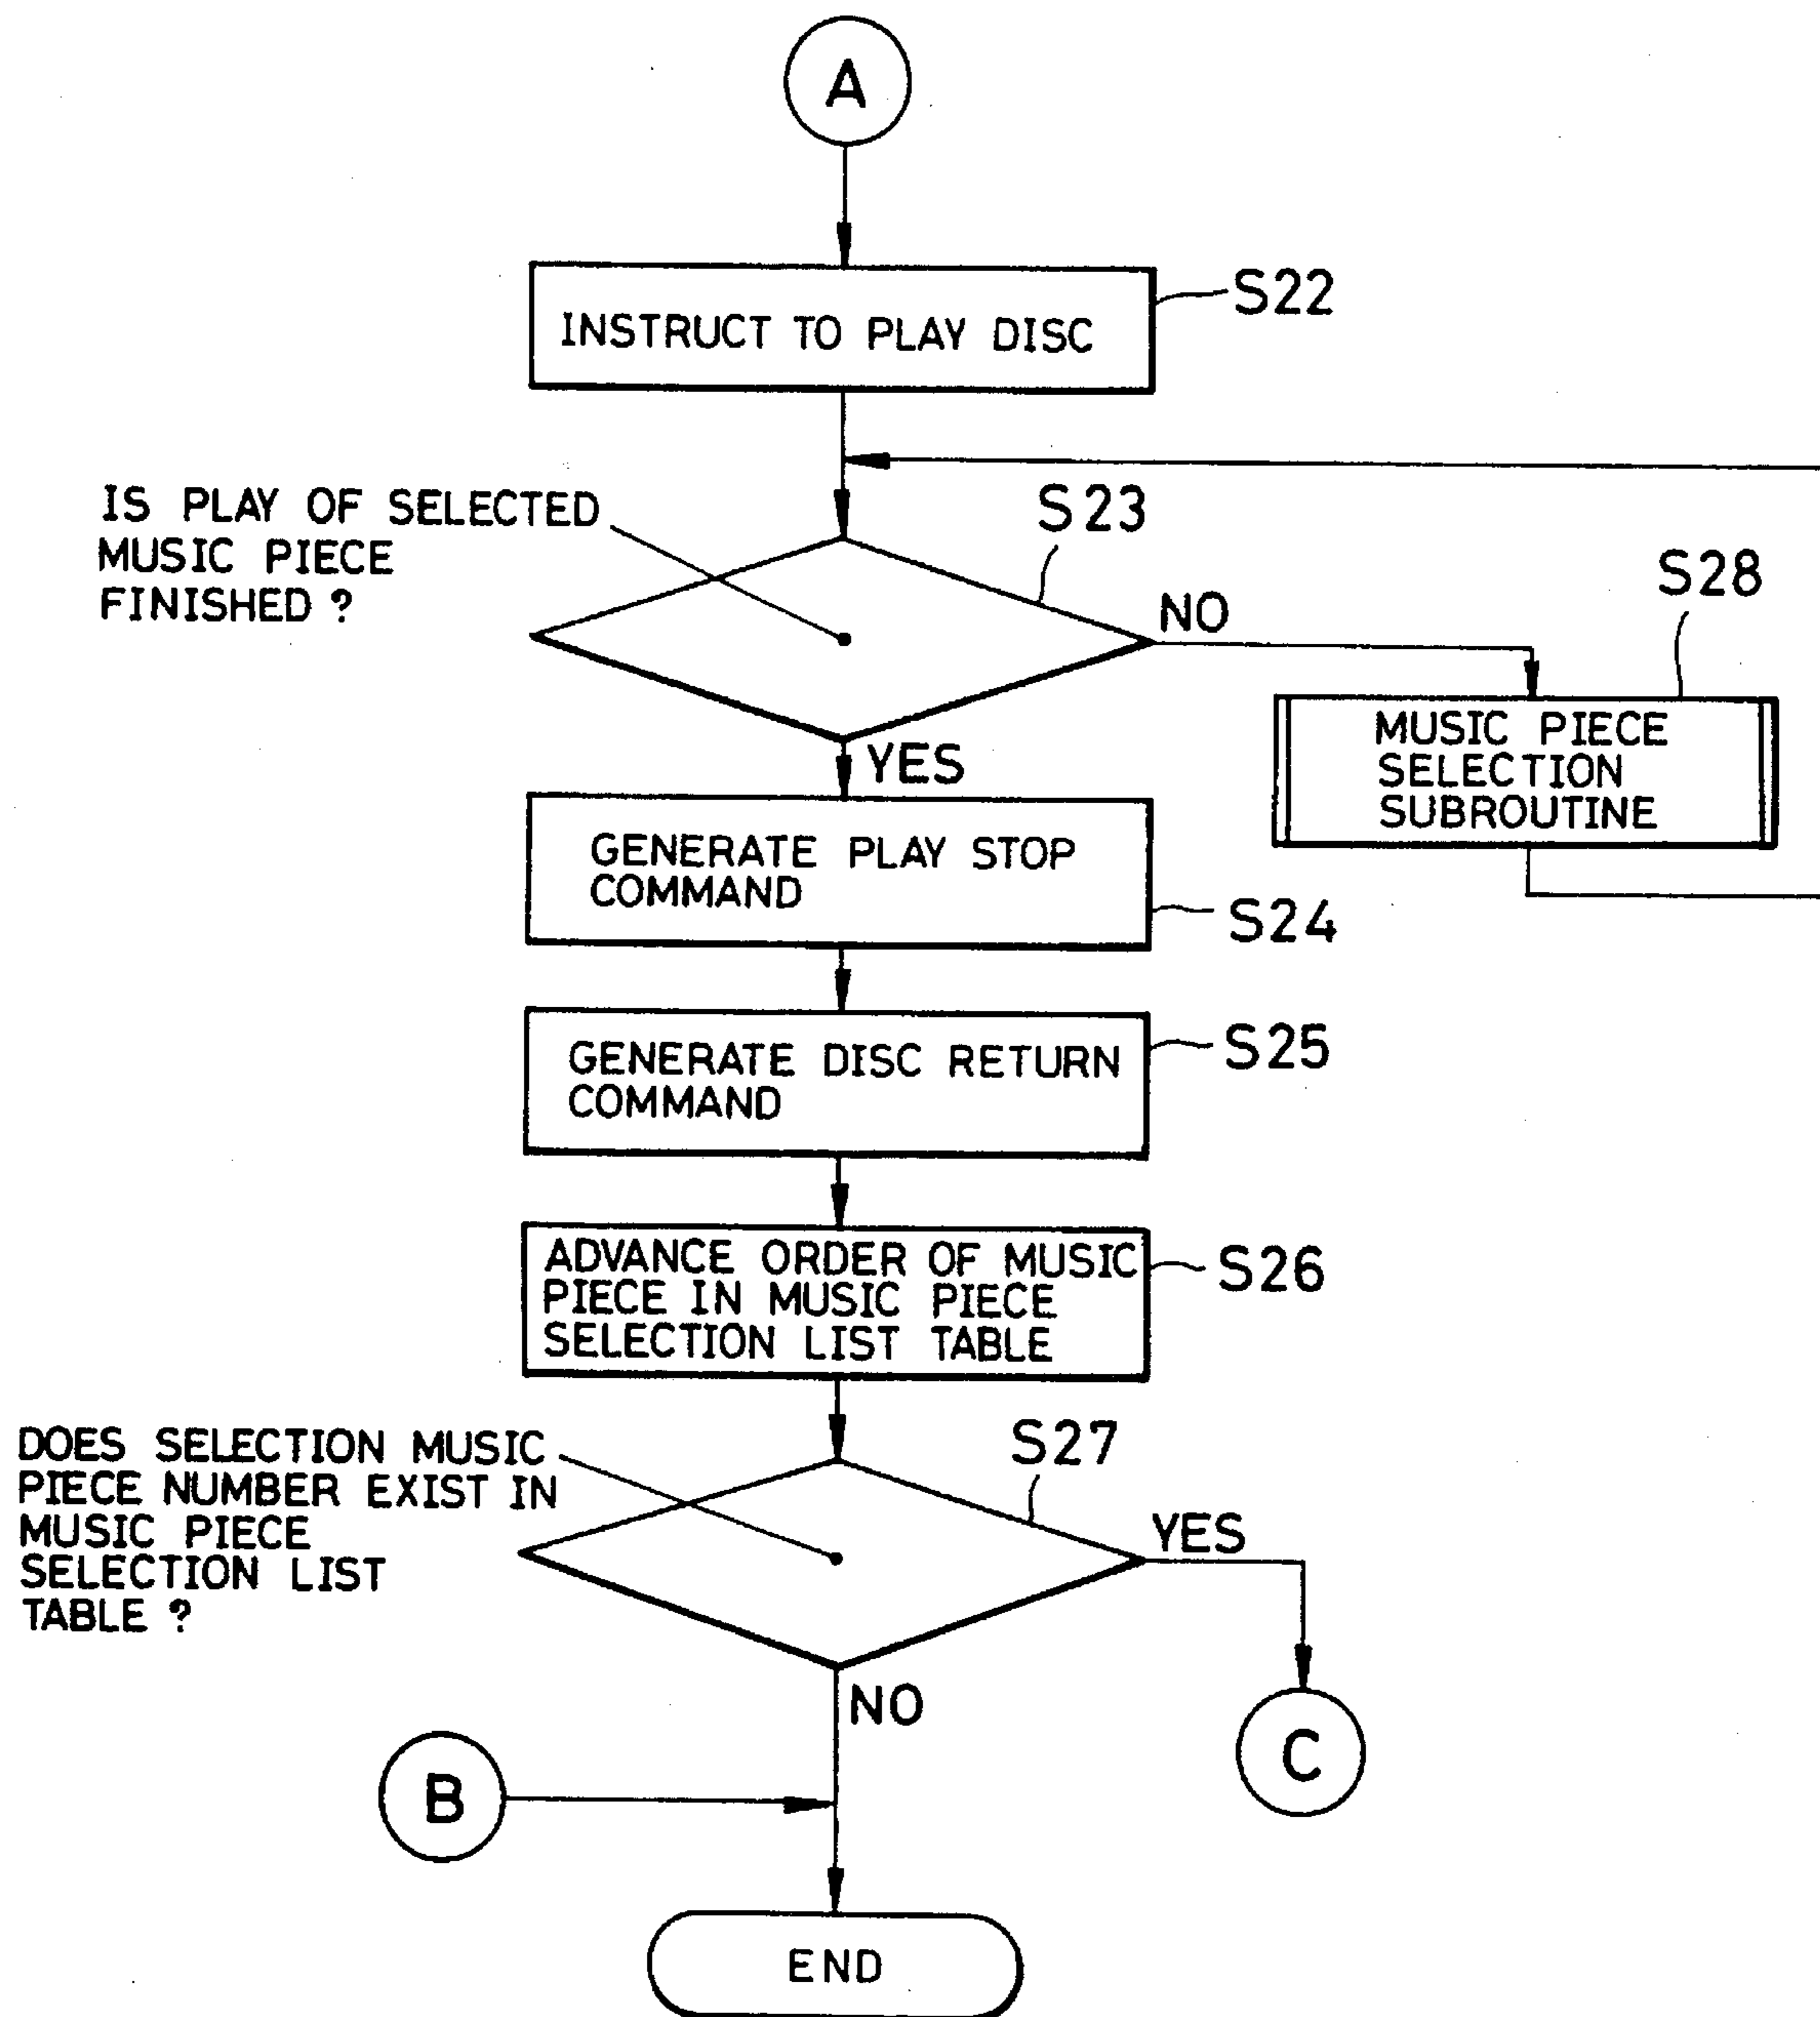 A
INSTRUCT TO PLAY DISC
S22
IS PLAY OF SELECTED
MUSIC PIECE
FINISHED ?
S23
NO
S28
MUSIC PIECE
SELECTION
SUBROUTINE
YES
GENERATE PLAY STOP
COMMAND
S24
GENERATE DISC RETURN
COMMAND
S25
ADVANCE ORDER OF MUSIC
PIECE IN MUSIC PIECE
SELECTION LIST TABLE
S26
DOES SELECTION MUSIC
PIECE NUMBER EXIST IN
MUSIC PIECE
SELECTION LIST
TABLE ?
S27
YES
NO
C
B
END